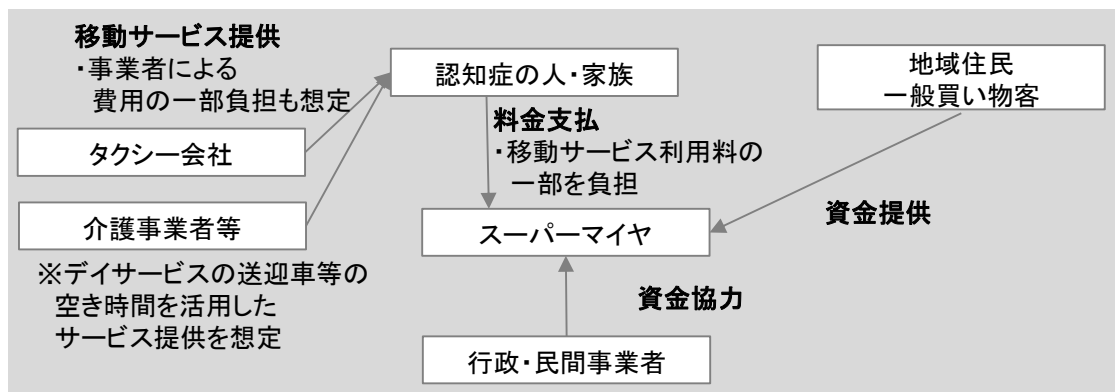 移動サービス提供
・事業者による
費用の一部負担も想定
認知症の人・家族
地域住民
一般買い物客
タクシー会社
料金支払
・移動サービス利用料の
一部を負担
介護事業者等
スーパーマイヤ
資金提供
※デイサービスの送迎車等の
空き時間を活用した
サービス提供を想定
資金協力
行政・民間事業者